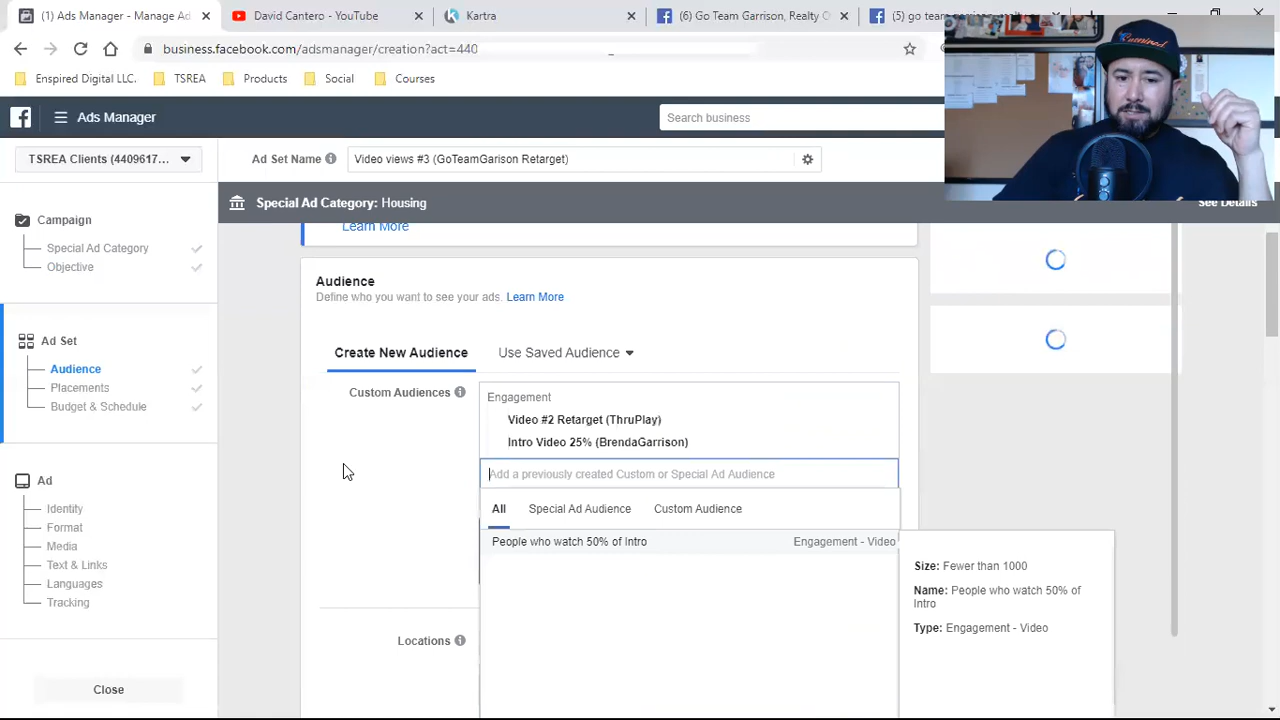 (1) Ads Manager - Manage Ad
David Cantero - YouTube
Kartra
(6) Go Team Garrison, Realty O
business.facebook.com/adsmanager/creation?act=440
Enspired Digital LLC.
TSREA
Products
Social
Courses
Ads Manager
Search business
TSREA Clients (4409617...
Ad Set Name
Video views #3 (GoTeamGarison Retarget)
Special Ad Category: Housing
See Details
Campaign
Special Ad Category
Objective
Ad Set
Audience
Placements
Budget & Schedule
Ad
Identity
Format
Media
Text & Links
Languages
Tracking
Close
Learn More
Audience
Define who you want to see your ads. Learn More
Create New Audience
Use Saved Audience
Custom Audiences
Engagement
Video #2 Retarget (ThruPlay)
Intro Video 25% (BrendaGarrison)
Add a previously created Custom or Special Ad Audience
All
Special Ad Audience
Custom Audience
People who watch 50% of Intro
Engagement - Video
Size: Fewer than 1000
Name: People who watch 50% of
Intro
Type: Engagement - Video
Locations